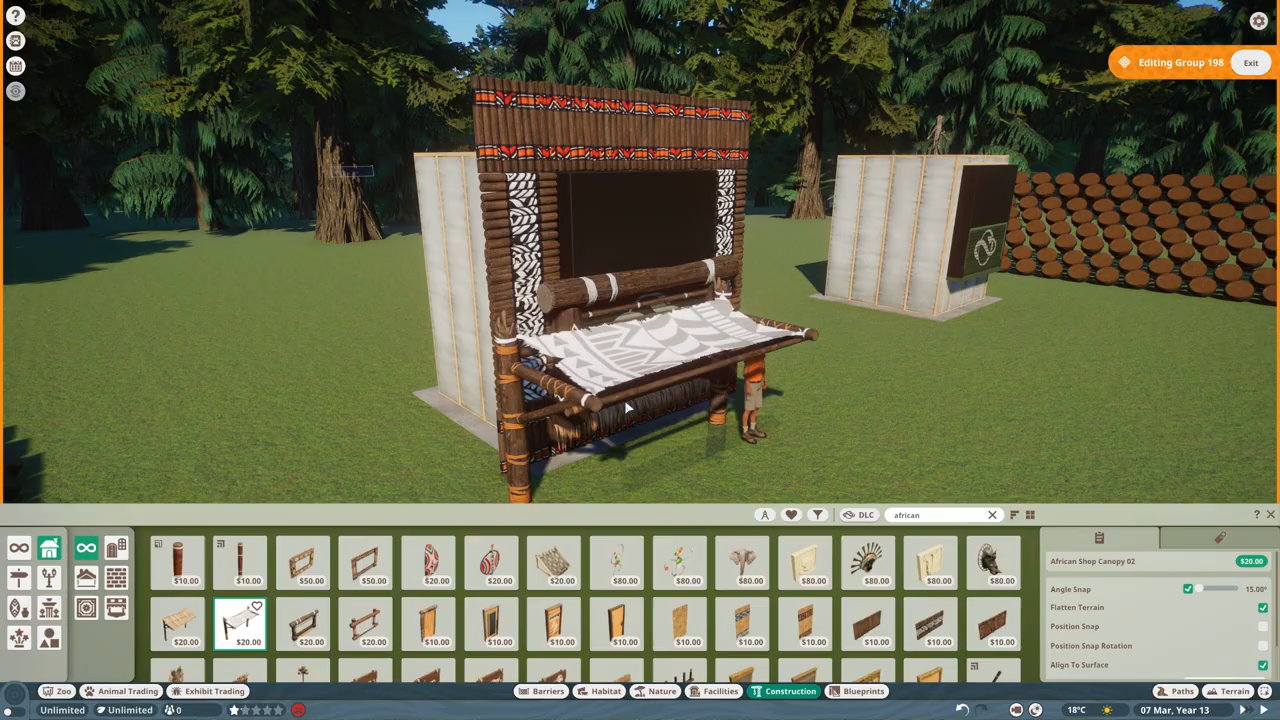 Editing Group 198
Exit
DLC
african
$10.00
$10.00
$50.00
$50.00
$20.00
$20.00
$20.00
$80.00
$80.00
$80.00
$80.00
$80.00
$80.00
$80.00
$20.00
$20.00
$20.00
$20.00
$10.00
$10.00
$10.00
$10.00
$10.00
$10.00
$10.00
$10.00
$10.00
$10.00
African Shop Canopy 02
$20.00
Angle Snap
15.00°
Flatten Terrain
Position Snap
Position Snap Rotation
Align To Surface
Zoo
Animal Trading
Exhibit Trading
Barriers
Habitat
Nature
Facilities
Construction
Blueprints
Paths
Terrain
Unlimited
Unlimited
0
18°C
07 Mar, Year 13